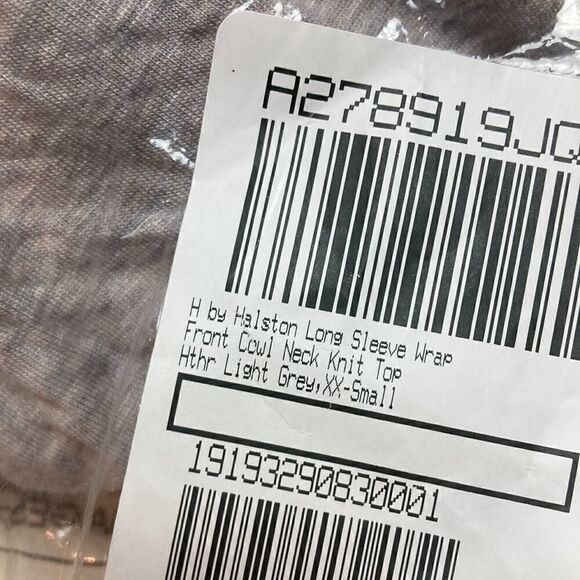 A278919JQ
H by Halston Long Sleeve Wrap
Front Cowl Neck Knit Top
Hthr Light Grey,XX-Small
19193290830001